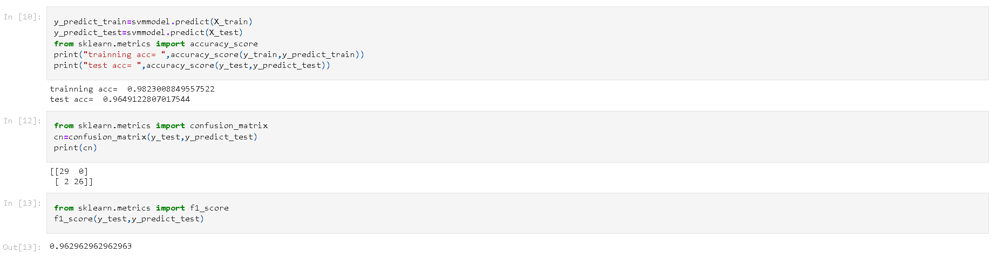 In [10]:
y_predict_train=svmmodel.predict(X_train)
y_predict_test=svmmodel.predict(X_test)
from sklearn.metrics import accuracy_score
print("trainning acc= ",accuracy_score(y_train,y_predict_train))
print("test acc= ",accuracy_score(y_test,y_predict_test))
trainning acc=  0.9823008849557522
test acc=  0.9649122807017544
In [12]:
from sklearn.metrics import confusion_matrix
cn=confusion_matrix(y_test,y_predict_test)
print(cn)
[[29  0]
 [ 2 26]]
In [13]:
from sklearn.metrics import f1_score
f1_score(y_test,y_predict_test)
Out[13]:
0.962962962962963